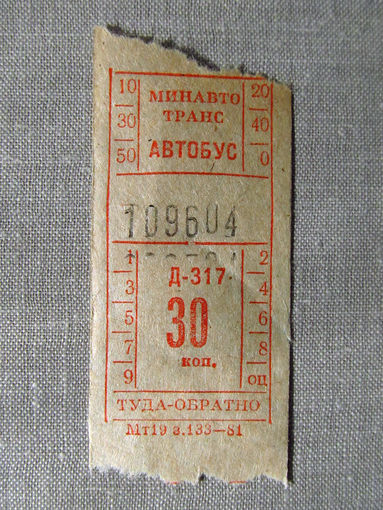 10 МИНАВТО 20
30 ТРАНС 40
50 АВТОБУС 0
109604
1 Д-317 2
3 4
5 30 6
7 коп. 8
9 оц
ТУДА-ОБРАТНО
Мт19 з.133—81